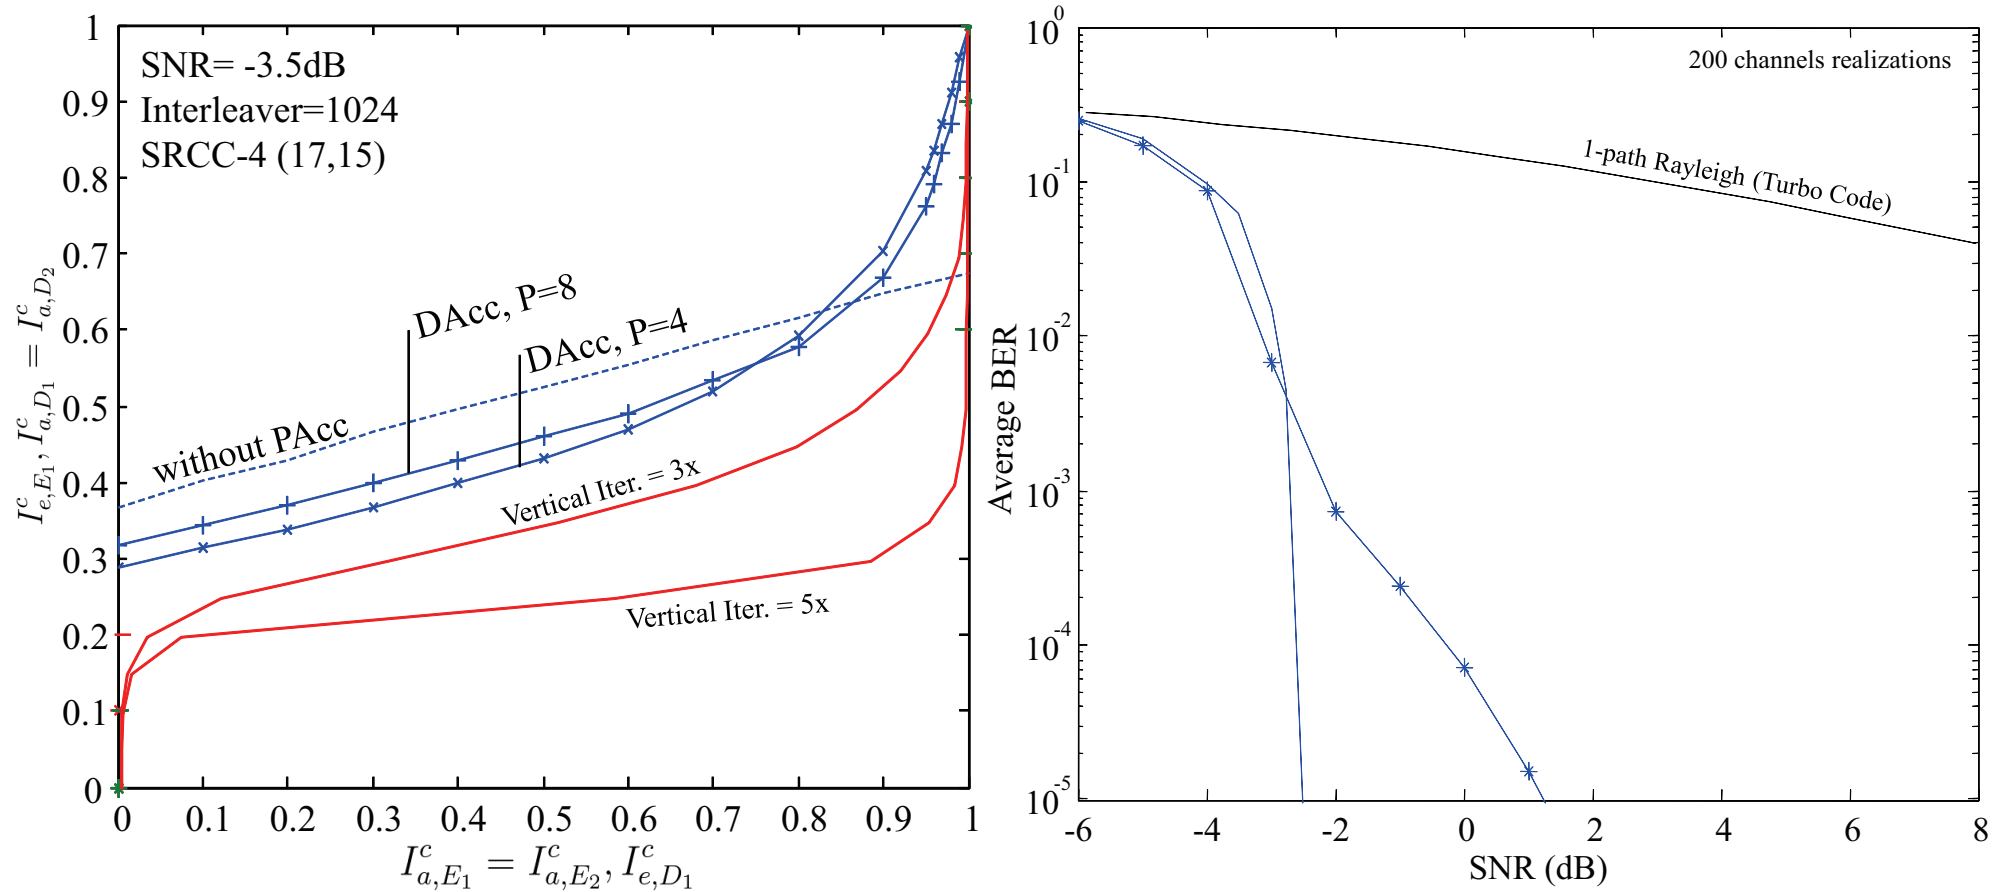 SNR= -3.5dB
Interleaver=1024
SRCC-4 (17,15)
DAcc, P=8
DAcc, P=4
without PAcc
Vertical Iter. = 3x
Vertical Iter. = 5x
1
0.9
0.8
0.7
0.6
0.5
0.4
0.3
0.2
0.1
0
0 0.1 0.2 0.3 0.4 0.5 0.6 0.7 0.8 0.9 1
I^c_{e,E_1}, I^c_{a,D_1} = I^c_{a,D_2}
I^c_{a,E_1} = I^c_{a,E_2}, I^c_{e,D_1}
200 channels realizations
1-path Rayleigh (Turbo Code)
10^0
10^-1
10^-2
10^-3
10^-4
10^-5
-6 -4 -2 0 2 4 6 8
Average BER
SNR (dB)